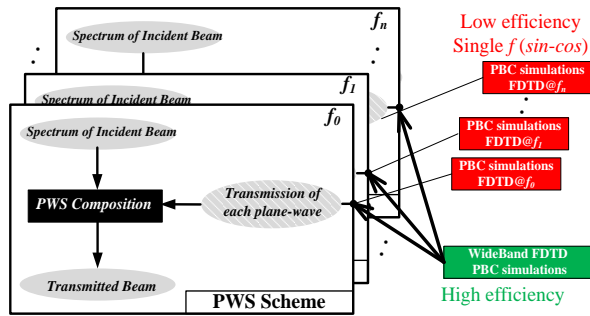 fn
Spectrum of Incident Beam
f1
Spectrum of Incident Beam
f0
Spectrum of Incident Beam
PWS Composition
Transmission of
each plane-wave
Transmitted Beam
PWS Scheme
Low efficiency
Single f (sin-cos)
PBC simulations
FDTD@fn
PBC simulations
FDTD@f1
PBC simulations
FDTD@f0
WideBand FDTD
PBC simulations
High efficiency